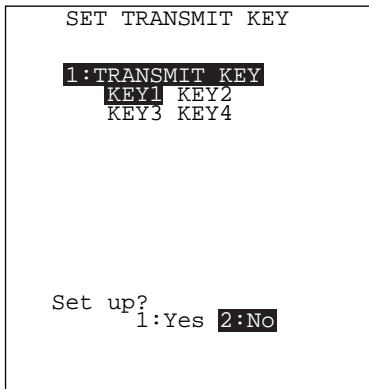 SET TRANSMIT KEY
1:TRANSMIT KEY
KEY1 KEY2
KEY3 KEY4
Set up?
1:Yes 2:No